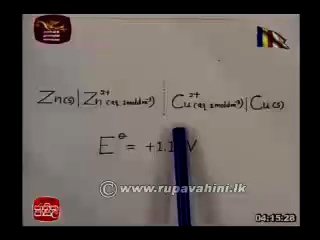 Zn(s) | Zn²⁺(aq, 1moldm⁻³) ┊ Cu²⁺(aq, 1moldm⁻³) | Cu(s)
E⊖ = +1.1 V
© www.rupavahini.lk
04:15:28